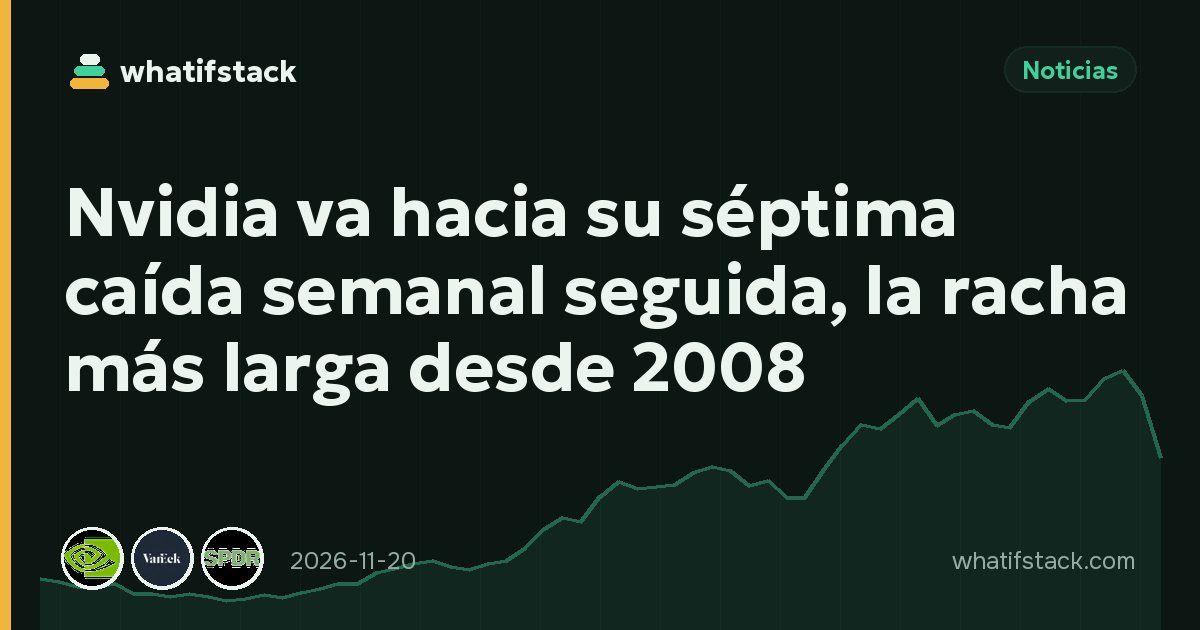 whatifstack
Noticias
Nvidia va hacia su séptima
caída semanal seguida, la racha
más larga desde 2008
VanEck
SPDR
2026-11-20
whatifstack.com